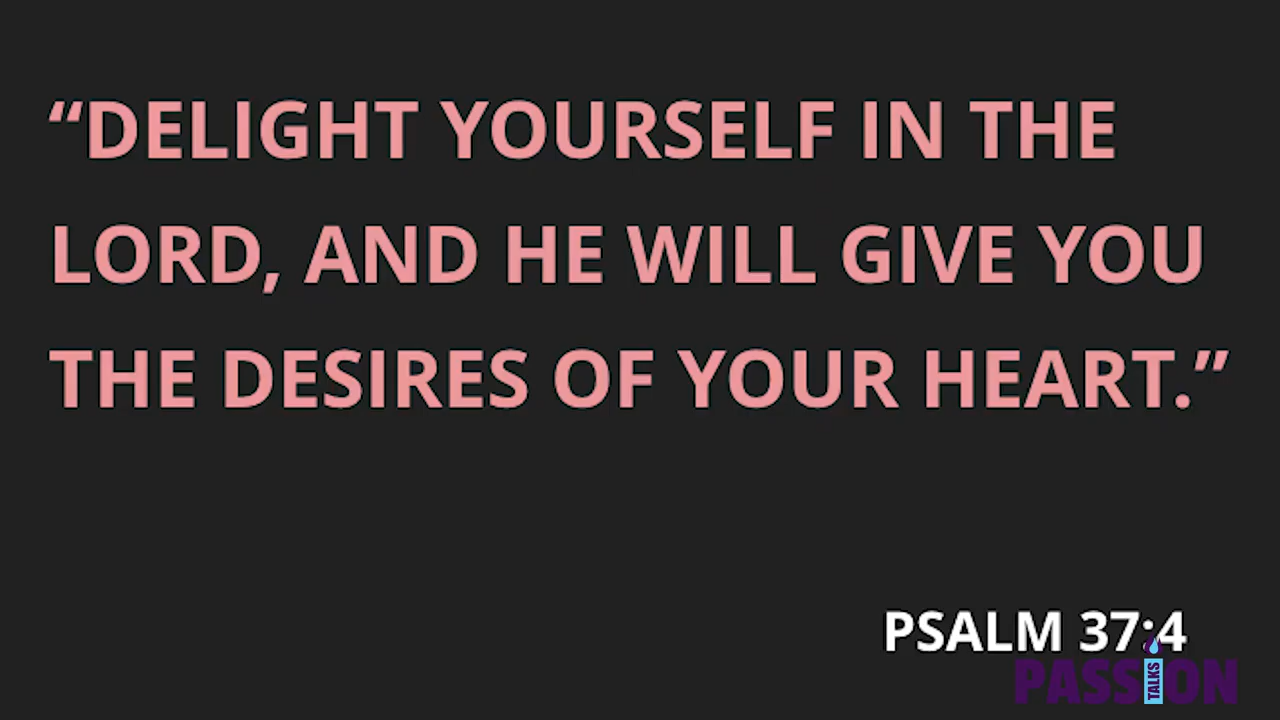 “DELIGHT YOURSELF IN THE
LORD, AND HE WILL GIVE YOU
THE DESIRES OF YOUR HEART.”
PSALM 37:4
PASSION
TALKS